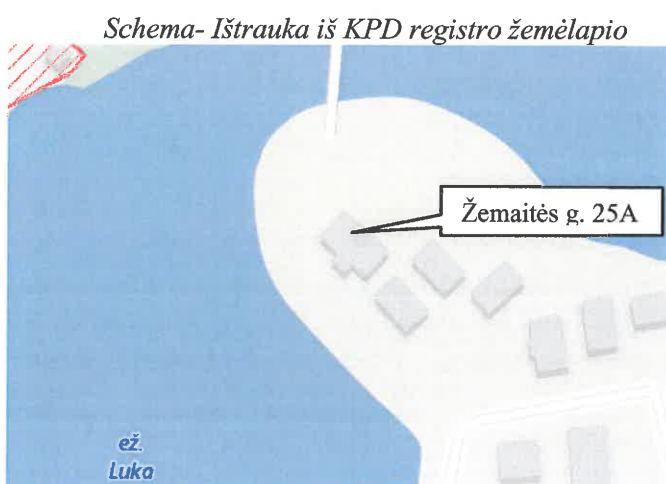 Schema- Ištrauka iš KPD registro žemėlapio
Žemaitės g. 25A
ež.
Luka